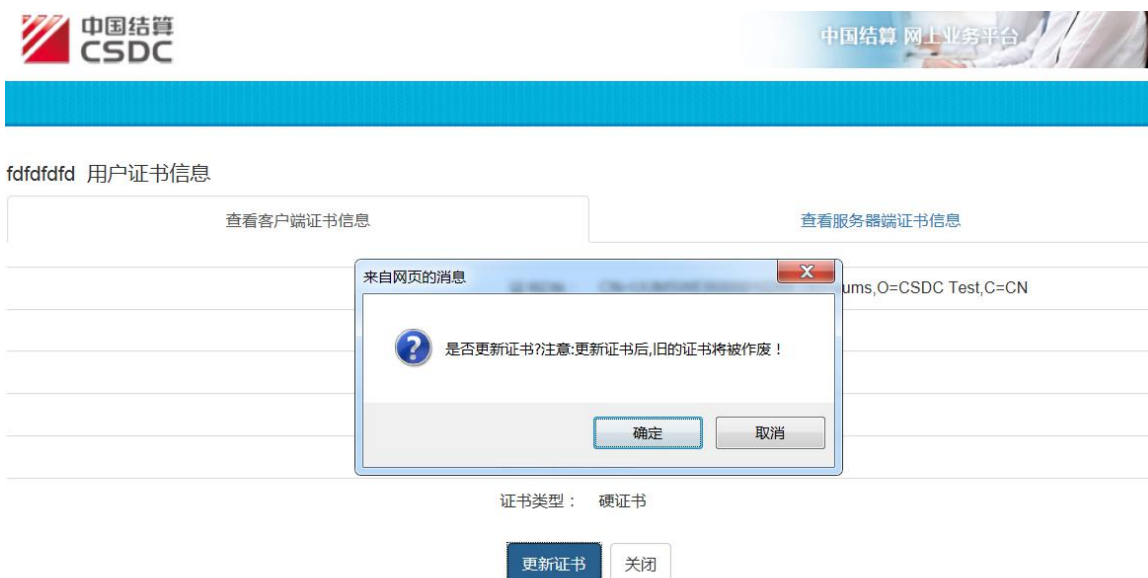 中国结算
CSDC
中国结算 网上业务平台
fdfdfdfd 用户证书信息
查看客户端证书信息
查看服务器端证书信息
来自网页的消息
ums,O=CSDC Test,C=CN
是否更新证书?注意:更新证书后,旧的证书将被作废！
确定
取消
证书类型： 硬证书
更新证书
关闭